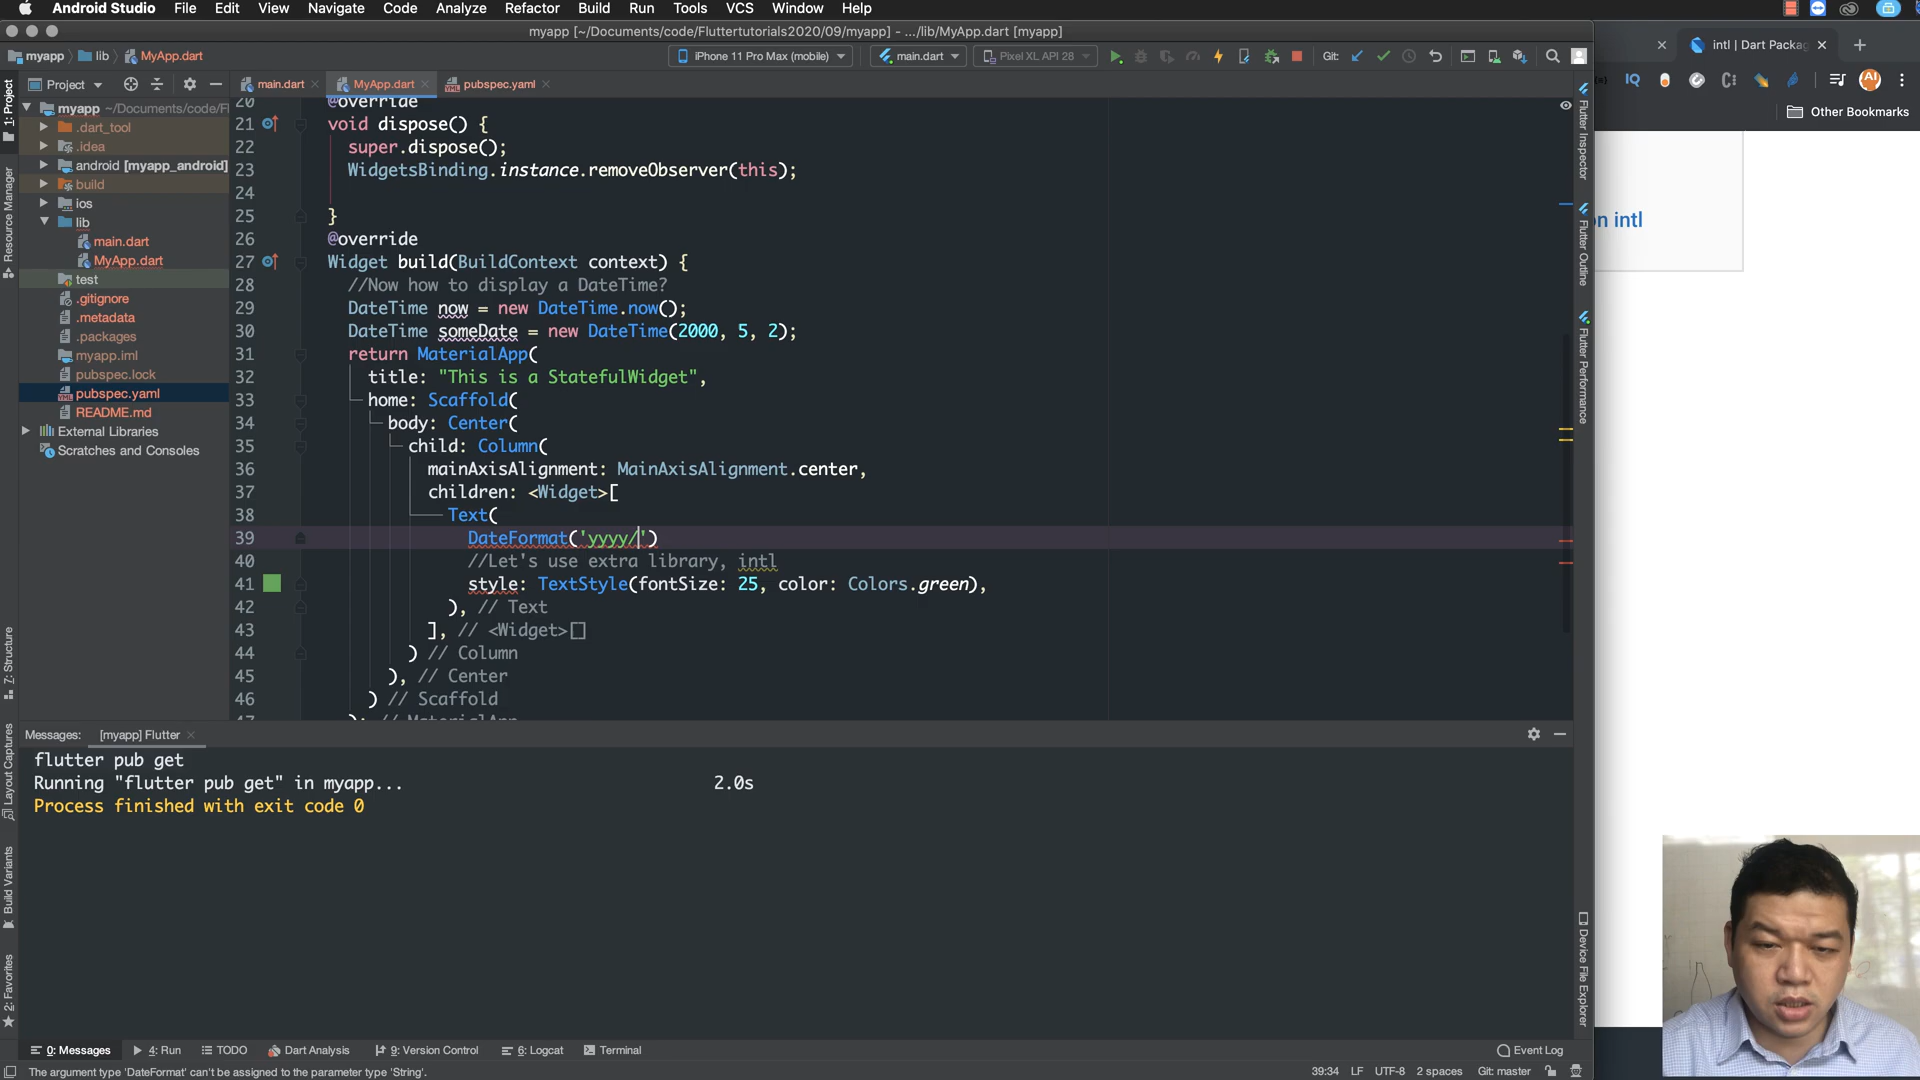 Android Studio File Edit View Navigate Code Analyze Refactor Build Run Tools VCS Window Help
myapp [~/Documents/code/Fluttertutorials2020/09/myapp] - .../lib/MyApp.dart [myapp]
intl | Dart Packag
myapp lib MyApp.dart
iPhone 11 Pro Max (mobile) main.dart Pixel XL API 28 Git:
IQ
Other Bookmarks
n intl
Project
main.dart MyApp.dart pubspec.yaml
myapp ~/Documents/code/Fl
.dart_tool
.idea
android [myapp_android]
build
ios
lib
main.dart
MyApp.dart
test
.gitignore
.metadata
.packages
myapp.iml
pubspec.lock
pubspec.yaml
README.md
External Libraries
Scratches and Consoles
1: Project
Resource Manager
7: Structure
Layout Captures
Build Variants
2: Favorites
20 @override
21 void dispose() {
22 super.dispose();
23 WidgetsBinding.instance.removeObserver(this);
24
25 }
26 @override
27 Widget build(BuildContext context) {
28 //Now how to display a DateTime?
29 DateTime now = new DateTime.now();
30 DateTime someDate = new DateTime(2000, 5, 2);
31 return MaterialApp(
32 title: "This is a StatefulWidget",
33 home: Scaffold(
34 body: Center(
35 child: Column(
36 mainAxisAlignment: MainAxisAlignment.center,
37 children: <Widget>[
38 Text(
39 DateFormat('yyyy/')
40 //Let's use extra library, intl
41 style: TextStyle(fontSize: 25, color: Colors.green),
42 ), // Text
43 ], // <Widget>[]
44 ) // Column
45 ), // Center
46 ) // Scaffold
47 ); // MaterialApp
Flutter Inspector
Flutter Outline
Flutter Performance
Device File Explorer
Messages: [myapp] Flutter
flutter pub get
Running "flutter pub get" in myapp... 2.0s
Process finished with exit code 0
0: Messages 4: Run TODO Dart Analysis 9: Version Control 6: Logcat Terminal Event Log
The argument type 'DateFormat' can't be assigned to the parameter type 'String'. 39:34 LF UTF-8 2 spaces Git: master